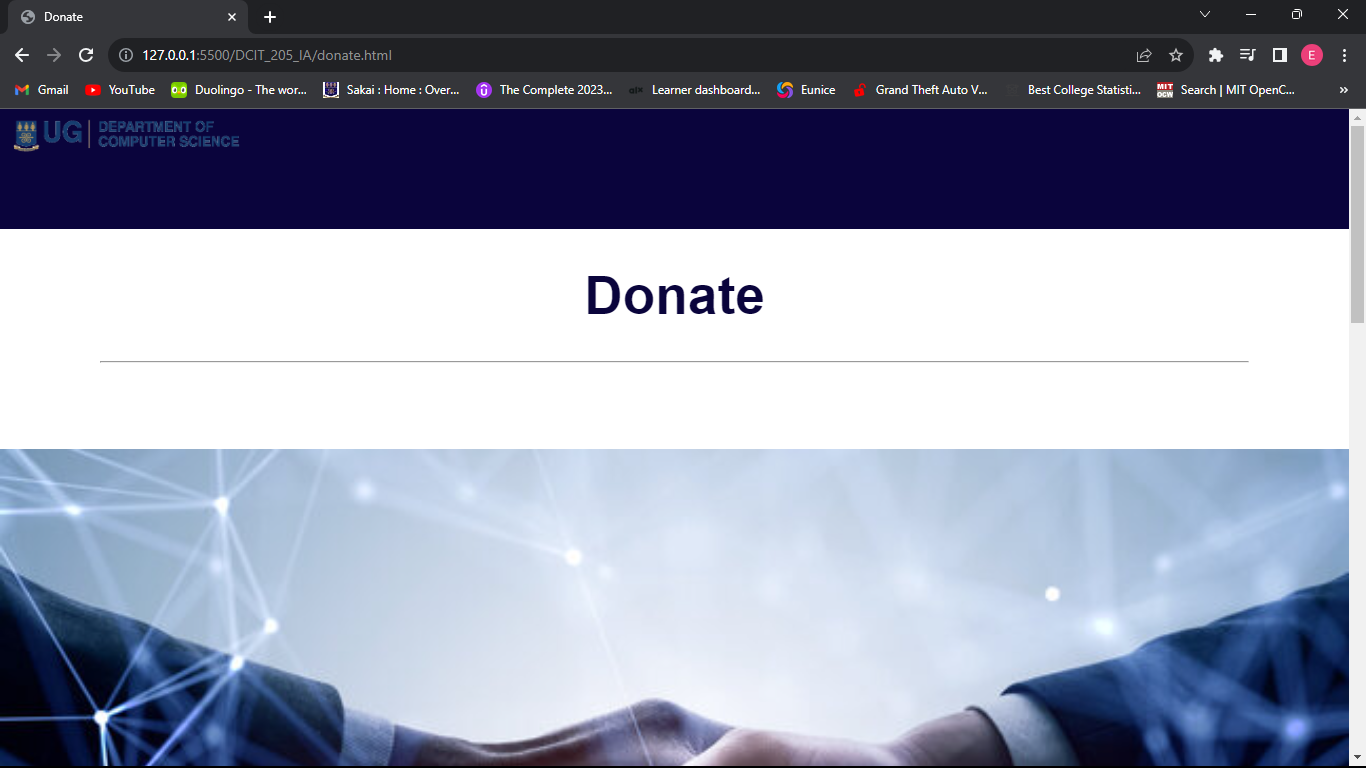 Donate
127.0.0.1:5500/DCIT_205_IA/donate.html
E
Gmail
YouTube
Duolingo - The wor...
Sakai : Home : Over...
The Complete 2023...
Learner dashboard...
Eunice
Grand Theft Auto V...
Best College Statisti...
MIT OCW
Search | MIT OpenC...
»
UG
DEPARTMENT OF
COMPUTER SCIENCE
Donate